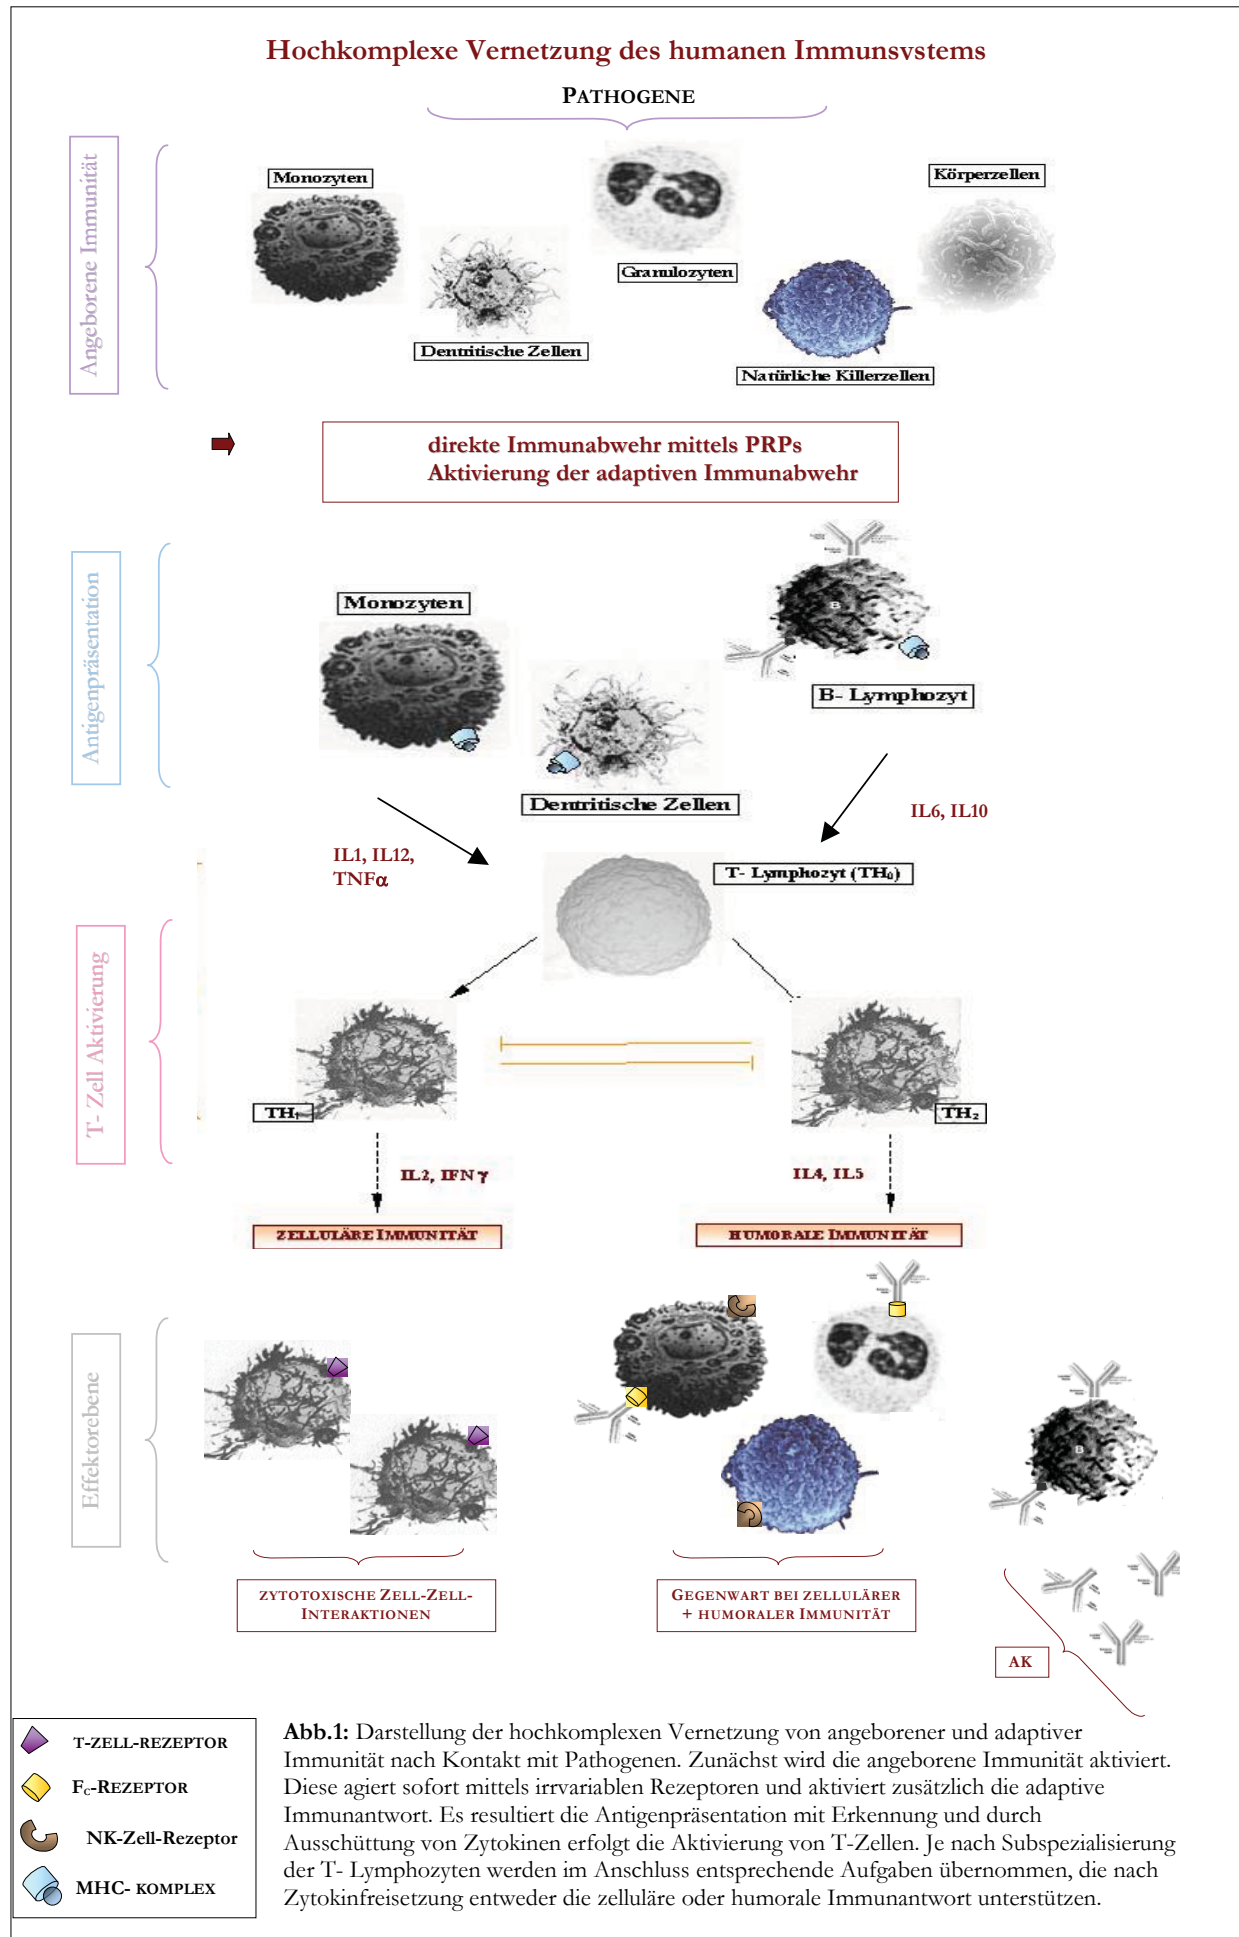 Hochkomplexe Vernetzung des humanen Immunsystems
PATHOGENE
Angeborene Immunität
Monozyten
Körperzellen
Granulozyten
Dentritische Zellen
Natürliche Killerzellen
direkte Immunabwehr mittels PRPs
Aktivierung der adaptiven Immunabwehr
Antigenpräsentation
Monozyten
B
B- Lymphozyt
Dentritische Zellen
IL6, IL10
IL1, IL12,
TNFα
T- Lymphozyt (TH₀)
T- Zell Aktivierung
TH₁
TH₂
IL2, IFN γ
IL4, IL5
ZELLULÄRE IMMUNITÄT
HUMORALE IMMUNITÄT
Effektorebene
B
ZYTOTOXISCHE ZELL-ZELL-
INTERAKTIONEN
GEGENWART BEI ZELLULÄRER
+ HUMORALER IMMUNITÄT
AK
T-ZELL-REZEPTOR
Fc-REZEPTOR
NK-Zell-Rezeptor
MHC- KOMPLEX
Abb.1: Darstellung der hochkomplexen Vernetzung von angeborener und adaptiver
Immunität nach Kontakt mit Pathogenen. Zunächst wird die angeborene Immunität aktiviert.
Diese agiert sofort mittels irrvariablen Rezeptoren und aktiviert zusätzlich die adaptive
Immunantwort. Es resultiert die Antigenpräsentation mit Erkennung und durch
Ausschüttung von Zytokinen erfolgt die Aktivierung von T-Zellen. Je nach Subspezialisierung
der T- Lymphozyten werden im Anschluss entsprechende Aufgaben übernommen, die nach
Zytokinfreisetzung entweder die zelluläre oder humorale Immunantwort unterstützen.